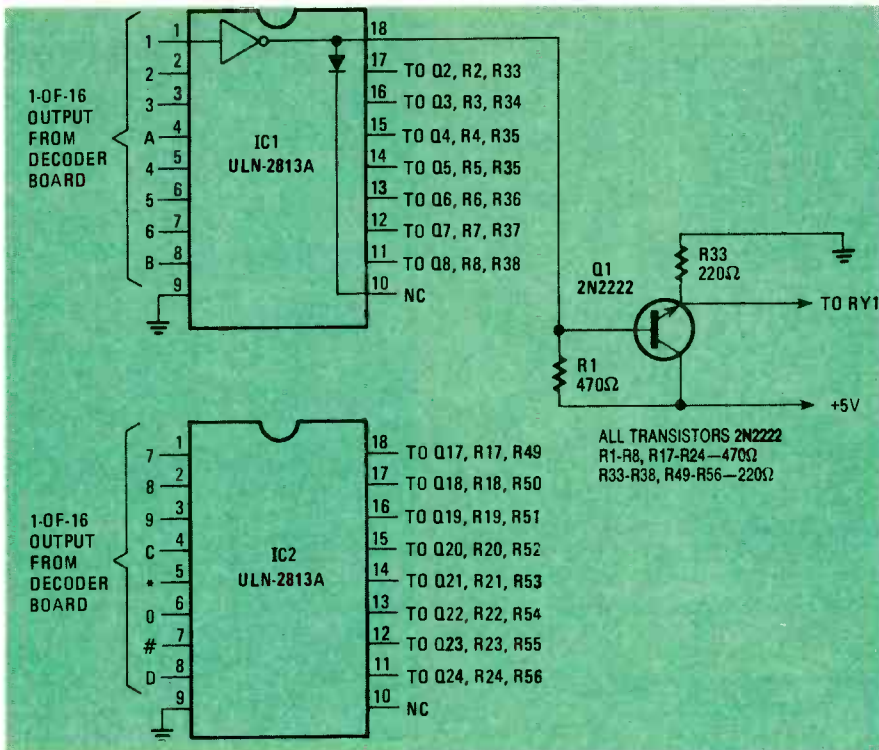 1-OF-16
OUTPUT
FROM
DECODER
BOARD
1
2
3
A
4
5
6
B
1
2
3
4
5
6
7
8
9
IC1
ULN-2813A
18
17 TO Q2, R2, R33
16 TO Q3, R3, R34
15 TO Q4, R4, R35
14 TO Q5, R5, R35
13 TO Q6, R6, R36
12 TO Q7, R7, R37
11 TO Q8, R8, R38
10 NC
Q1
2N2222
R33
220Ω
TO RY1
R1
470Ω
+5V
ALL TRANSISTORS 2N2222
R1-R8, R17-R24—470Ω
R33-R38, R49-R56—220Ω
1-OF-16
OUTPUT
FROM
DECODER
BOARD
7
8
9
C
*
0
#
D
1
2
3
4
5
6
7
8
9
IC2
ULN-2813A
18 TO Q17, R17, R49
17 TO Q18, R18, R50
16 TO Q19, R19, R51
15 TO Q20, R20, R52
14 TO Q21, R21, R53
13 TO Q22, R22, R54
12 TO Q23, R23, R55
11 TO Q24, R24, R56
10 NC